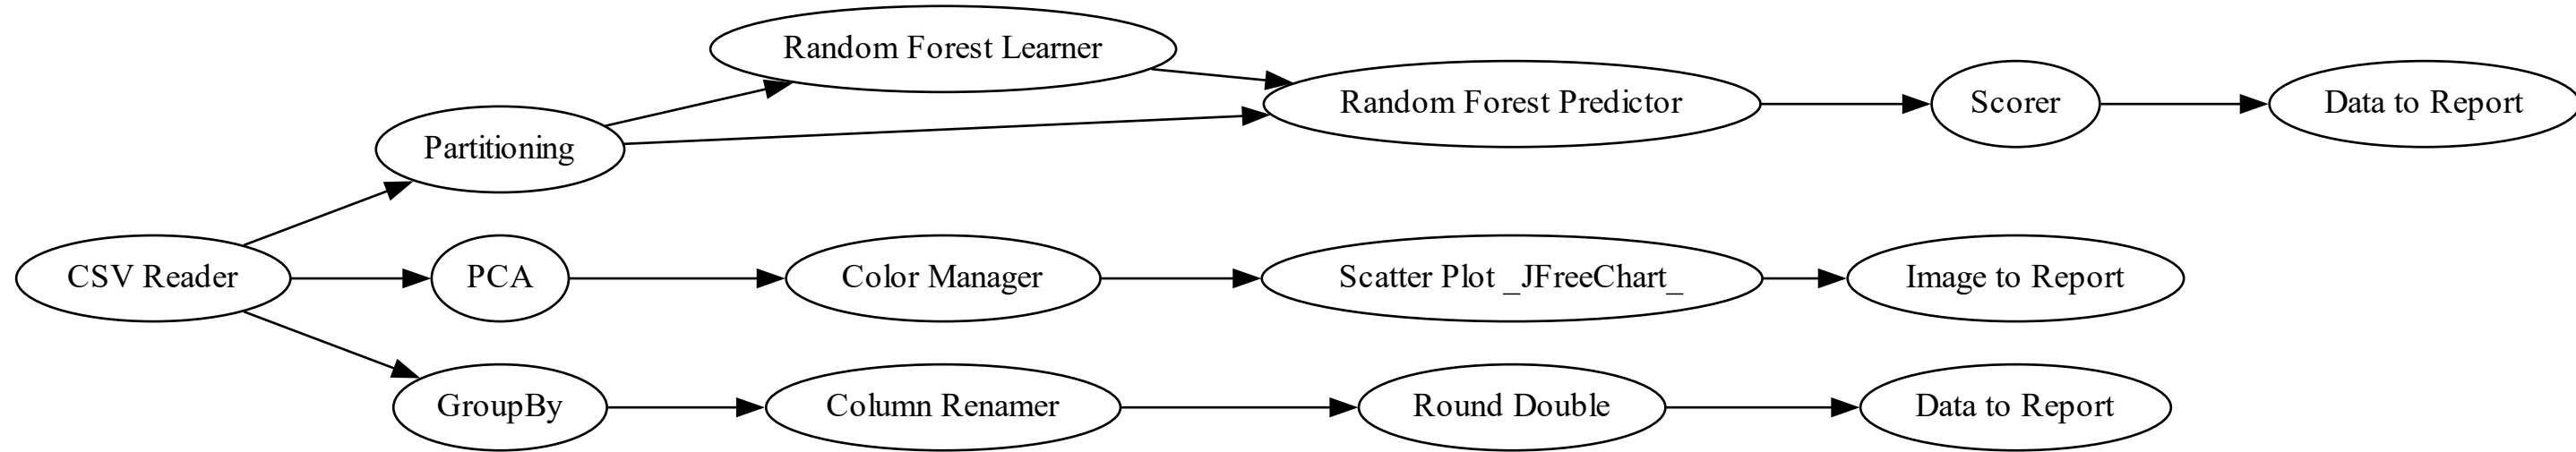 Random Forest Learner
Random Forest Predictor
Scorer
Data to Report
Partitioning
CSV Reader
PCA
Color Manager
Scatter Plot _JFreeChart_
Image to Report
GroupBy
Column Renamer
Round Double
Data to Report